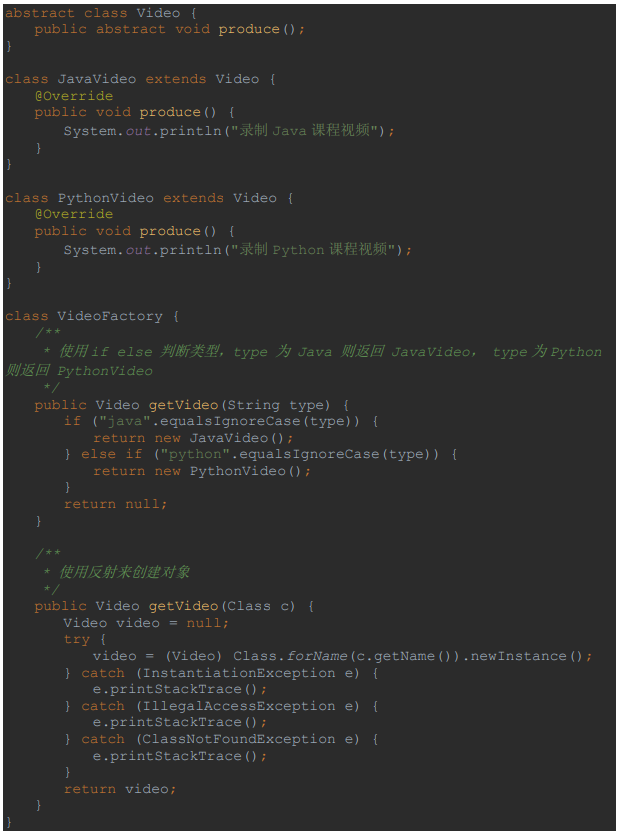 abstract class Video {
    public abstract void produce();
}

class JavaVideo extends Video {
    @Override
    public void produce() {
        System.out.println("录制 Java 课程视频");
    }
}

class PythonVideo extends Video {
    @Override
    public void produce() {
        System.out.println("录制 Python 课程视频");
    }
}

class VideoFactory {
    /**
     * 使用 if else 判断类型，type 为 Java 则返回 JavaVideo， type 为 Python
则返回 PythonVideo
     */
    public Video getVideo(String type) {
        if ("java".equalsIgnoreCase(type)) {
            return new JavaVideo();
        } else if ("python".equalsIgnoreCase(type)) {
            return new PythonVideo();
        }
        return null;
    }

    /**
     * 使用反射来创建对象
     */
    public Video getVideo(Class c) {
        Video video = null;
        try {
            video = (Video) Class.forName(c.getName()).newInstance();
        } catch (InstantiationException e) {
            e.printStackTrace();
        } catch (IllegalAccessException e) {
            e.printStackTrace();
        } catch (ClassNotFoundException e) {
            e.printStackTrace();
        }
        return video;
    }
}